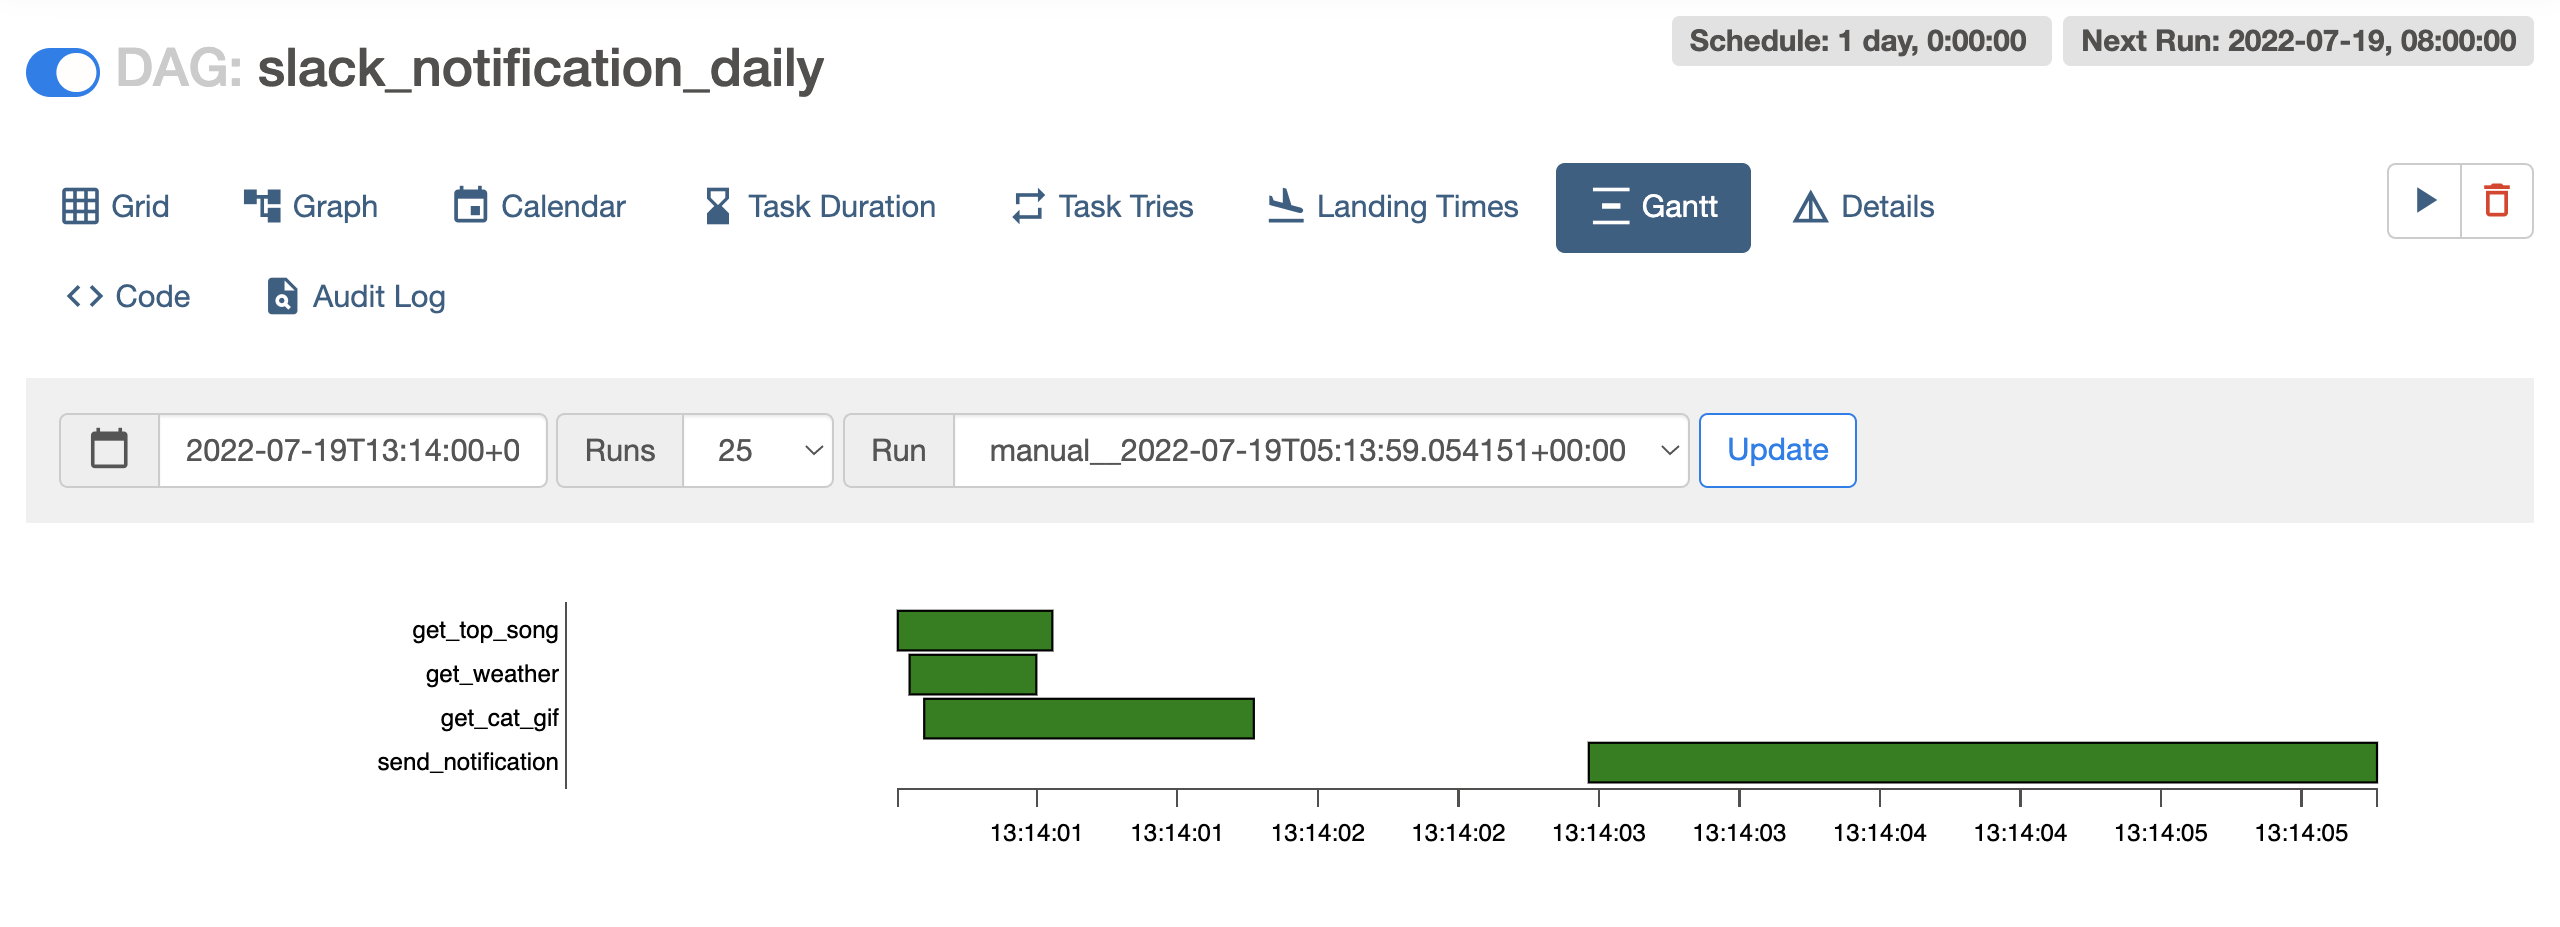 DAG: slack_notification_daily
Schedule: 1 day, 0:00:00
Next Run: 2022-07-19, 08:00:00
Grid
Graph
Calendar
Task Duration
Task Tries
Landing Times
Gantt
Details
Code
Audit Log
2022-07-19T13:14:00+0
Runs
25
Run
manual__2022-07-19T05:13:59.054151+00:00
Update
get_top_song
get_weather
get_cat_gif
send_notification
13:14:01 13:14:01 13:14:02 13:14:02 13:14:03 13:14:03 13:14:04 13:14:04 13:14:05 13:14:05